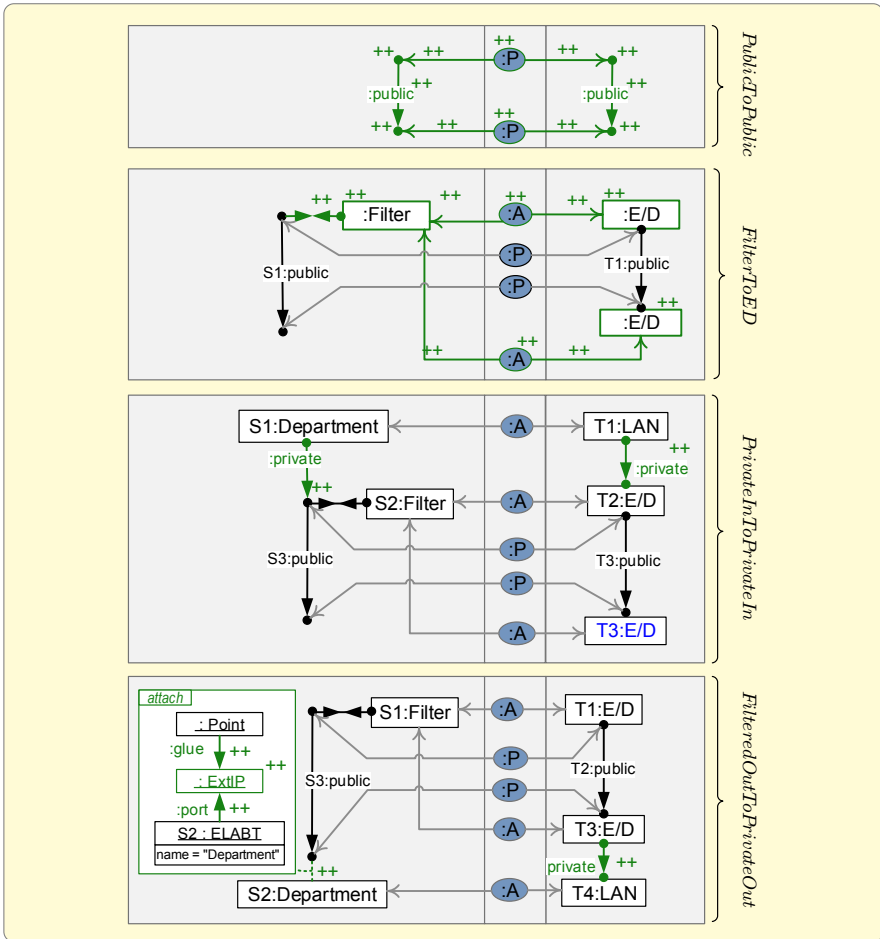 ++ ++ ++ ++ ++
:P
:public ++ :public ++
++ ++ ++ ++ ++
:P
PublicToPublic
++ ++ ++ ++ ++ ++
:Filter :A :E/D
:P
S1:public T1:public
:P
++
:E/D
++ ++ ++
:A
FilterToED
S1:Department :A T1:LAN
:private ++
:private
++
S2:Filter :A T2:E/D
:P
S3:public T3:public
:P
:A T3:E/D
PrivateInToPrivateIn
attach
: Point
:glue ++
++
: ExtIP
:port ++
S2 : ELABT
name = "Department"
S1:Filter :A T1:E/D
:P
S3:public T2:public
:P
:A T3:E/D
++ private ++
S2:Department :A T4:LAN
FilteredOutToPrivateOut